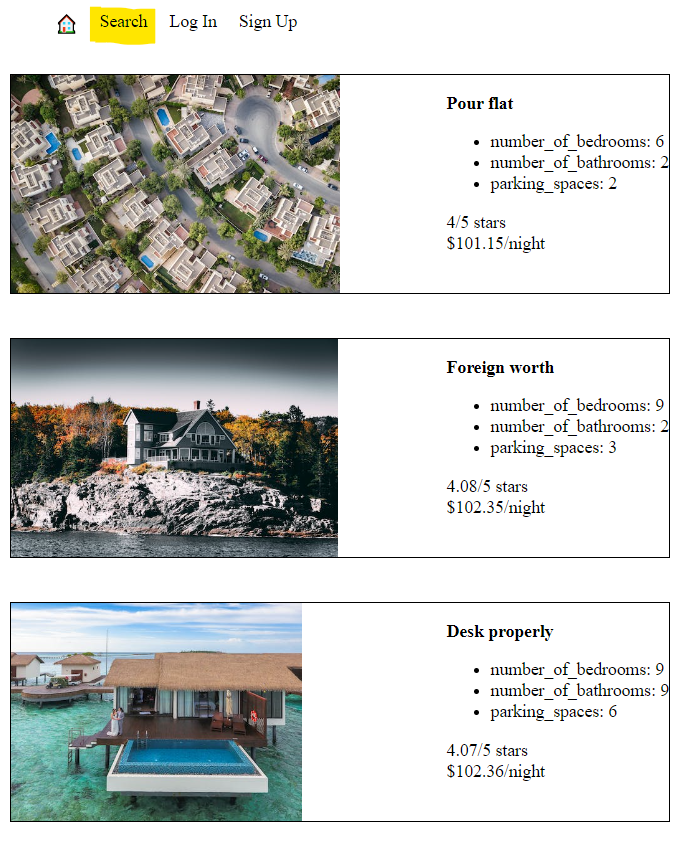 Search Log In Sign Up
Pour flat
number_of_bedrooms: 6
number_of_bathrooms: 2
parking_spaces: 2
4/5 stars
$101.15/night
Foreign worth
number_of_bedrooms: 9
number_of_bathrooms: 2
parking_spaces: 3
4.08/5 stars
$102.35/night
Desk properly
number_of_bedrooms: 9
number_of_bathrooms: 9
parking_spaces: 6
4.07/5 stars
$102.36/night